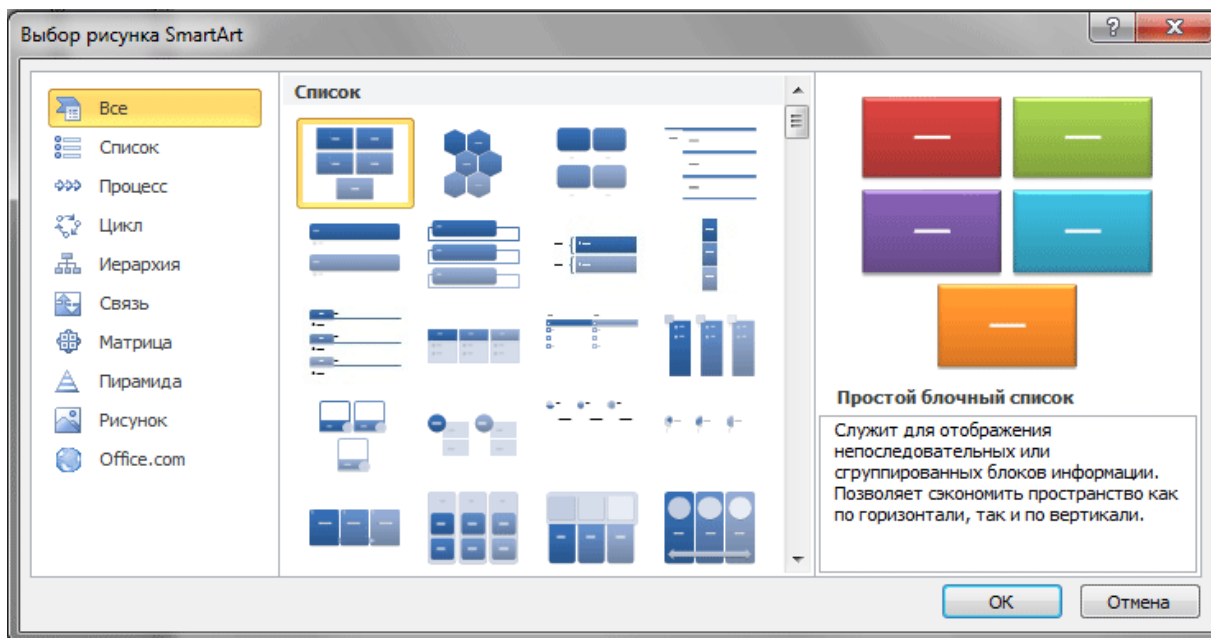 Выбор рисунка SmartArt
Все
Список
Процесс
Цикл
Иерархия
Связь
Матрица
Пирамида
Рисунок
Office.com
Список
Простой блочный список
Служит для отображения
непоследовательных или
сгруппированных блоков информации.
Позволяет сэкономить пространство как
по горизонтали, так и по вертикали.
ОК
Отмена